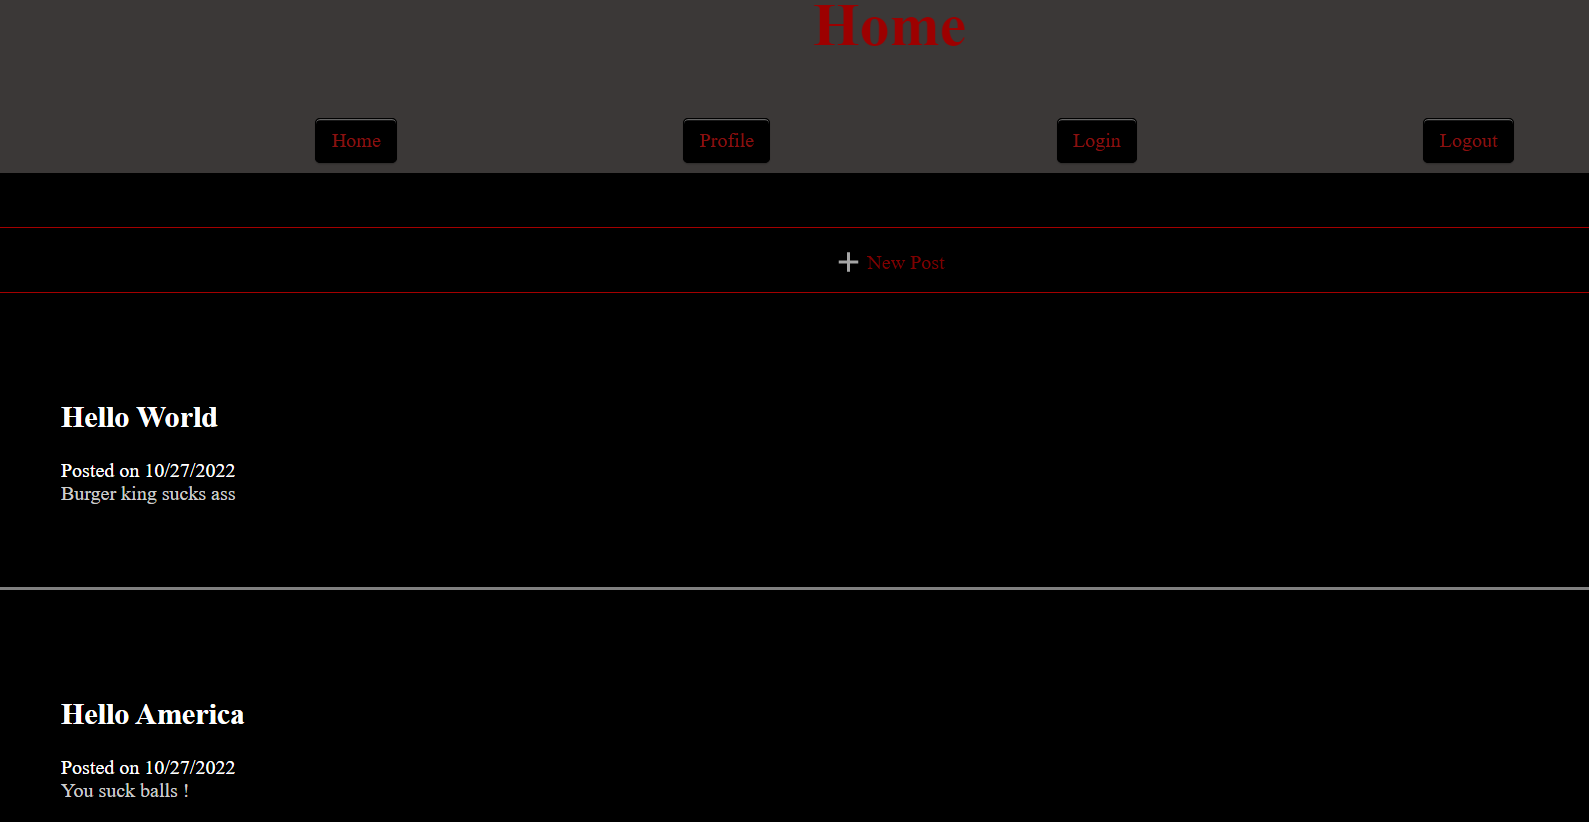 Home
Home Profile Login Logout
New Post
Hello World
Posted on 10/27/2022
Burger king sucks ass
Hello America
Posted on 10/27/2022
You suck balls !